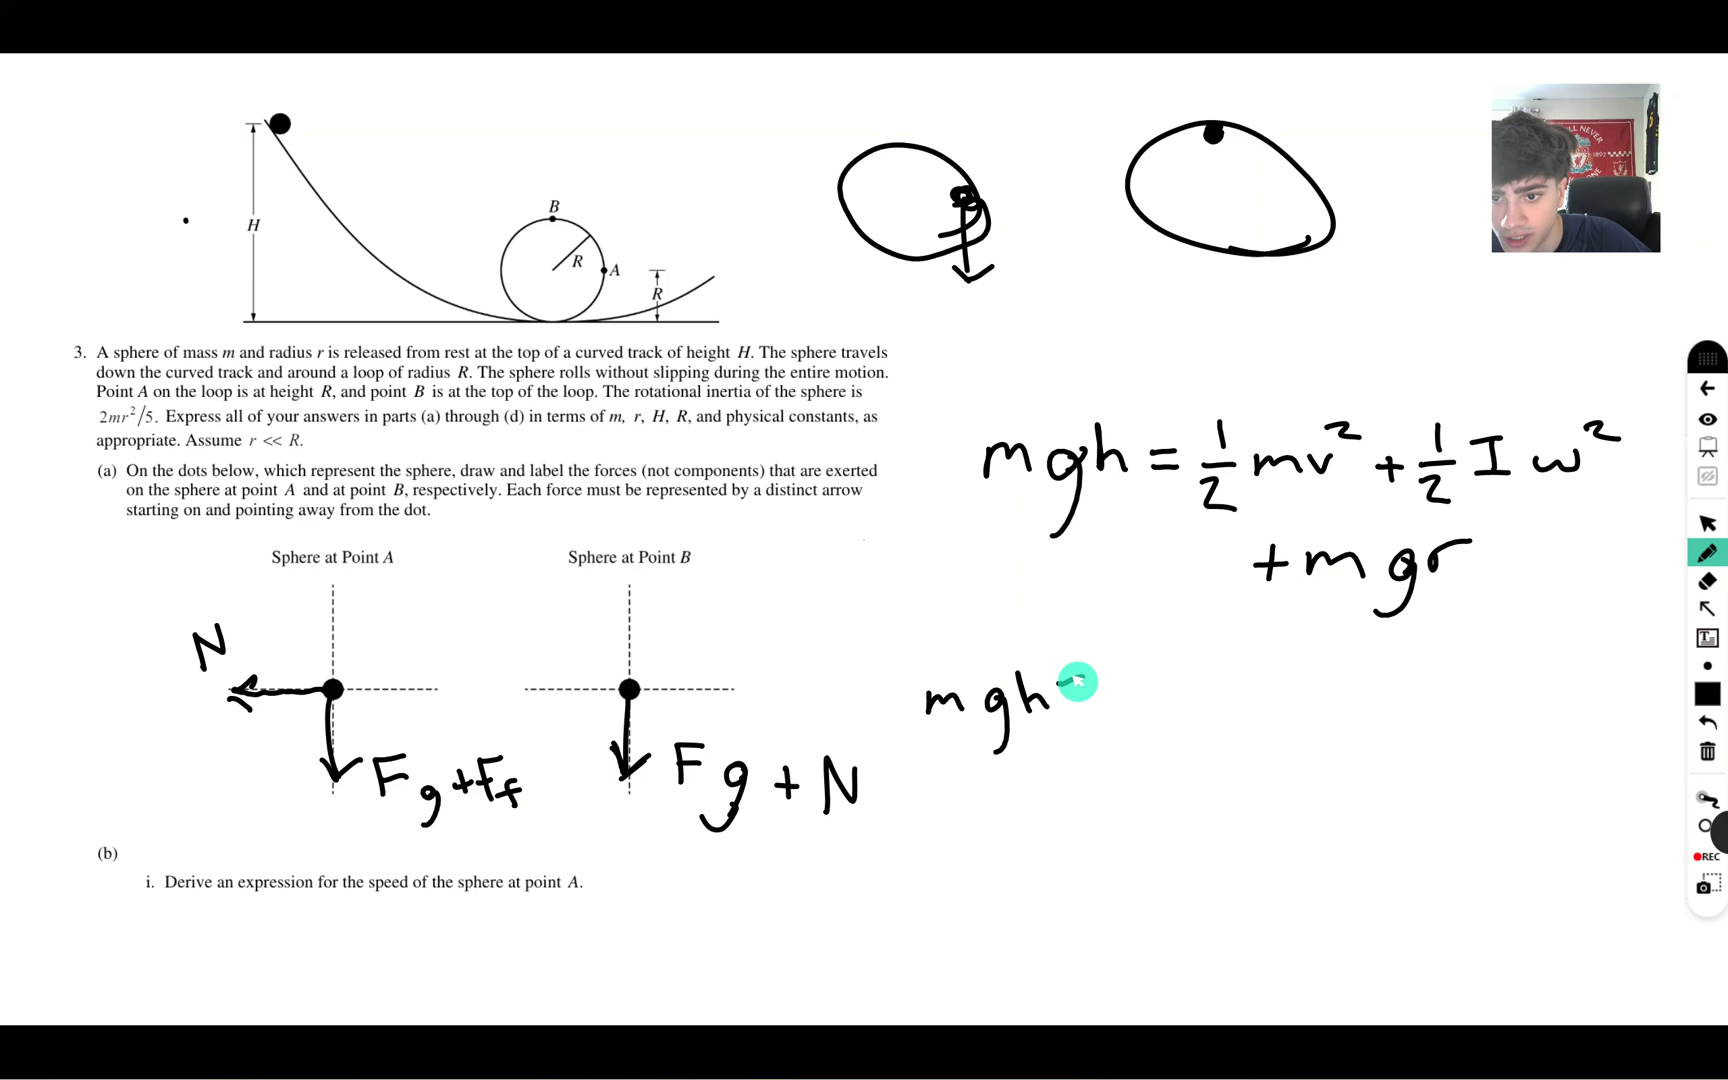 B
H
R
A
R
3. A sphere of mass m and radius r is released from rest at the top of a curved track of height H. The sphere travels
down the curved track and around a loop of radius R. The sphere rolls without slipping during the entire motion.
Point A on the loop is at height R, and point B is at the top of the loop. The rotational inertia of the sphere is
2mr²/5. Express all of your answers in parts (a) through (d) in terms of m, r, H, R, and physical constants, as
appropriate. Assume r << R.
(a) On the dots below, which represent the sphere, draw and label the forces (not components) that are exerted
on the sphere at point A and at point B, respectively. Each force must be represented by a distinct arrow
starting on and pointing away from the dot.
Sphere at Point A
Sphere at Point B
N
Fg+Ff
Fg + N
(b)
i. Derive an expression for the speed of the sphere at point A.
mgh = 1/2 mv² + 1/2 I ω²
+ mgr
mgh
REC